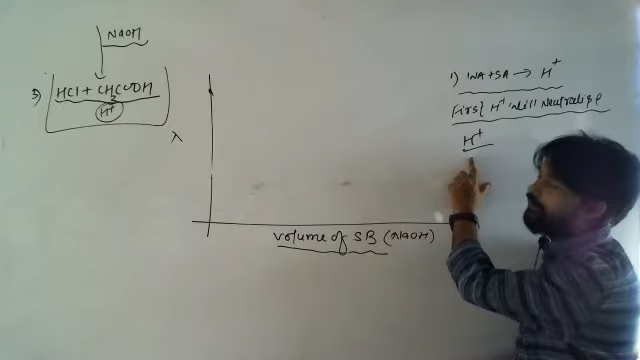 NaOH
3) HCl + CH3COOH
H+
λ
volume of SB (NaOH)
1) WA + SA → H+
First H+ will Neutralise
H+